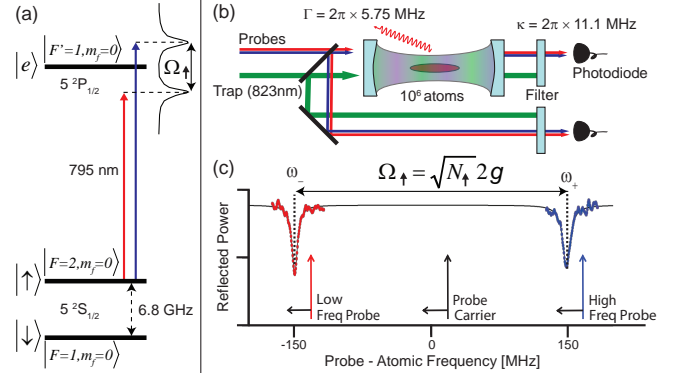 (a)
|F'=1,m_f=0⟩
|e⟩
5 ²P₁/₂
Ω↑
795 nm
|F=2,m_f=0⟩
|↑⟩
5 ²S₁/₂
6.8 GHz
|↓⟩
|F=1,m_f=0⟩
(b)
Γ = 2π × 5.75 MHz
κ = 2π × 11.1 MHz
Probes
Trap (823nm)
10⁶ atoms
Photodiode
Filter
(c)
ω₋
Ω↑ = √N↑ 2g
ω₊
Reflected Power
Low
Freq Probe
Probe
Carrier
High
Freq Probe
-150
0
150
Probe - Atomic Frequency [MHz]